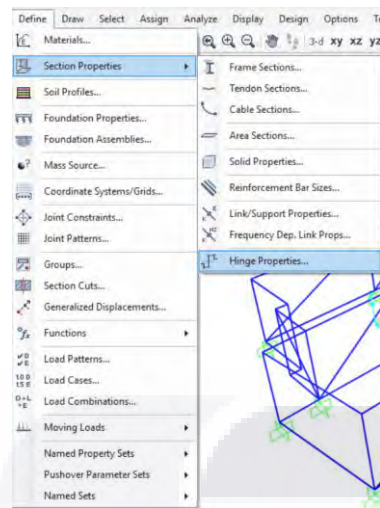 Define Draw Select Assign Analyze Display Design Options
3-d xy xz yz
Materials...
Section Properties
Soil Profiles...
Foundation Properties...
Foundation Assemblies...
Mass Source...
Coordinate Systems/Grids...
Joint Constraints...
Joint Patterns...
Groups...
Section Cuts...
Generalized Displacements...
Functions
Load Patterns...
Load Cases...
Load Combinations...
Moving Loads
Named Property Sets
Pushover Parameter Sets
Named Sets
Frame Sections...
Tendon Sections...
Cable Sections...
Area Sections...
Solid Properties...
Reinforcement Bar Sizes...
Link/Support Properties...
Frequency Dep. Link Props...
Hinge Properties...